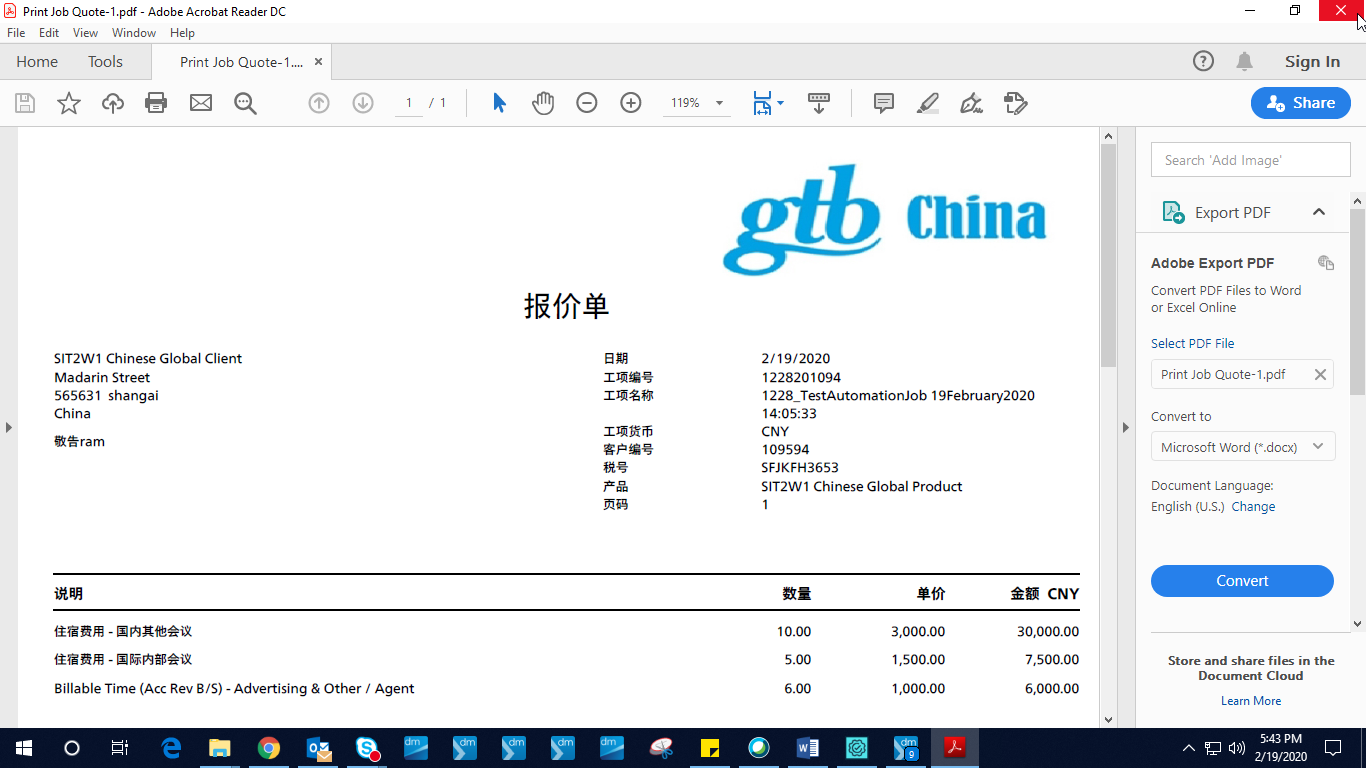 Print Job Quote-1.pdf - Adobe Acrobat Reader DC
File Edit View Window Help
Home Tools Print Job Quote-1.... × ? Sign In
1 / 1 119% Share
gtb China
报价单
SIT2W1 Chinese Global Client
Madarin Street
565631 shangai
China
敬告ram
日期 2/19/2020
工项编号 1228201094
工项名称 1228_TestAutomationJob 19February2020
14:05:33
工项货币 CNY
客户编号 109594
税号 SFJKFH3653
产品 SIT2W1 Chinese Global Product
页码 1
说明 数量 单价 金额 CNY
住宿费用 - 国内其他会议 10.00 3,000.00 30,000.00
住宿费用 - 国际内部会议 5.00 1,500.00 7,500.00
Billable Time (Acc Rev B/S) - Advertising & Other / Agent 6.00 1,000.00 6,000.00
Search 'Add Image'
Export PDF
Adobe Export PDF
Convert PDF Files to Word
or Excel Online
Select PDF File
Print Job Quote-1.pdf
Convert to
Microsoft Word (*.docx)
Document Language:
English (U.S.) Change
Convert
Store and share files in the
Document Cloud
Learn More
dm dm dm dm dm dm 9
5:43 PM
2/19/2020